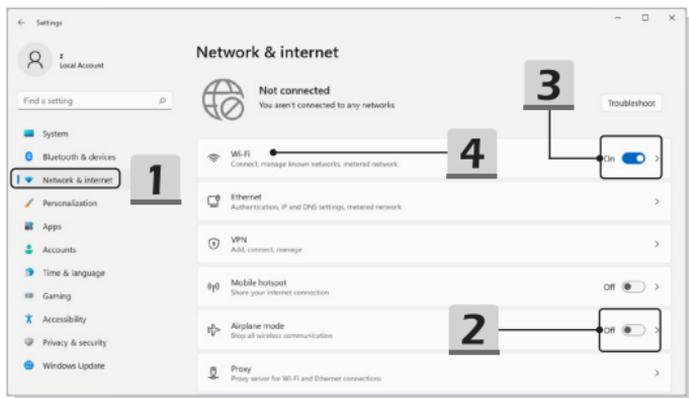 Settings
z
Local Account
Find a setting
System
Bluetooth & devices
Network & internet
Personalization
Apps
Accounts
Time & language
Gaming
Accessibility
Privacy & security
Windows Update
1
Network & internet
Not connected
You aren't connected to any networks
Troubleshoot
3
Wi-Fi
Connect, manage known networks, metered network
4
On
Ethernet
Authentication, IP and DNS settings, metered network
VPN
Add, connect, manage
Mobile hotspot
Share your internet connection
Off
Airplane mode
Stop all wireless communication
2
Off
Proxy
Proxy server for Wi-Fi and Ethernet connections